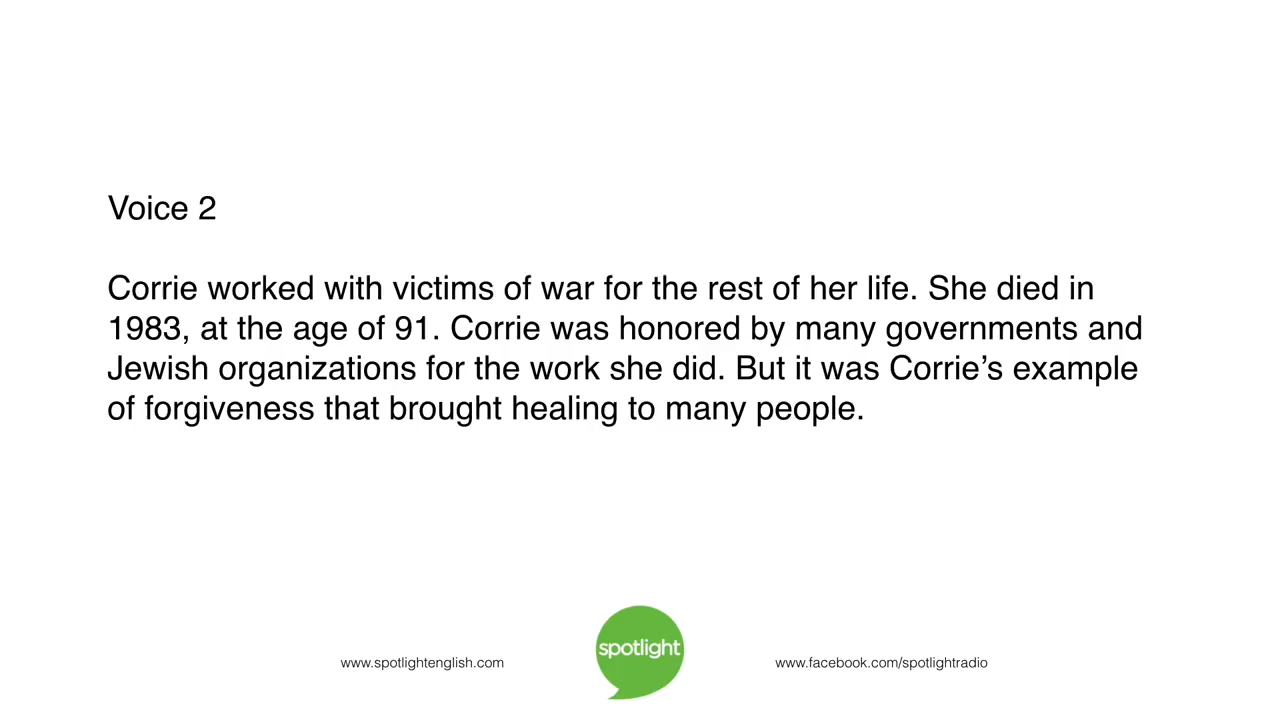 Voice 2
Corrie worked with victims of war for the rest of her life. She died in
1983, at the age of 91. Corrie was honored by many governments and
Jewish organizations for the work she did. But it was Corrie’s example
of forgiveness that brought healing to many people.
spotlight
www.spotlightenglish.com
www.facebook.com/spotlightradio